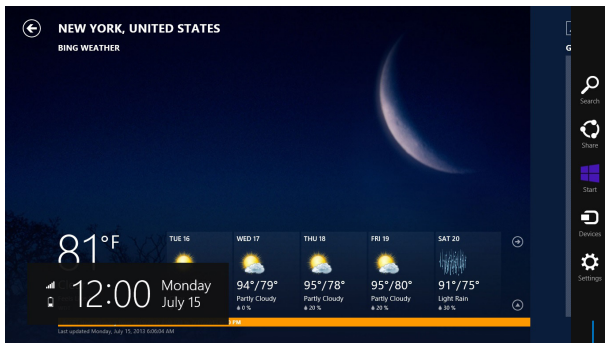 NEW YORK, UNITED STATES
BING WEATHER
G
Search
Share
Start
Devices
Settings
81°F
TUE 16
WED 17
94°/79°
Partly Cloudy
0 %
THU 18
95°/78°
Partly Cloudy
20 %
FRI 19
95°/80°
Partly Cloudy
20 %
SAT 20
91°/75°
Light Rain
30 %
12:00
Monday
July 15
PM
Last updated Monday, July 15, 2013 6:06:04 AM